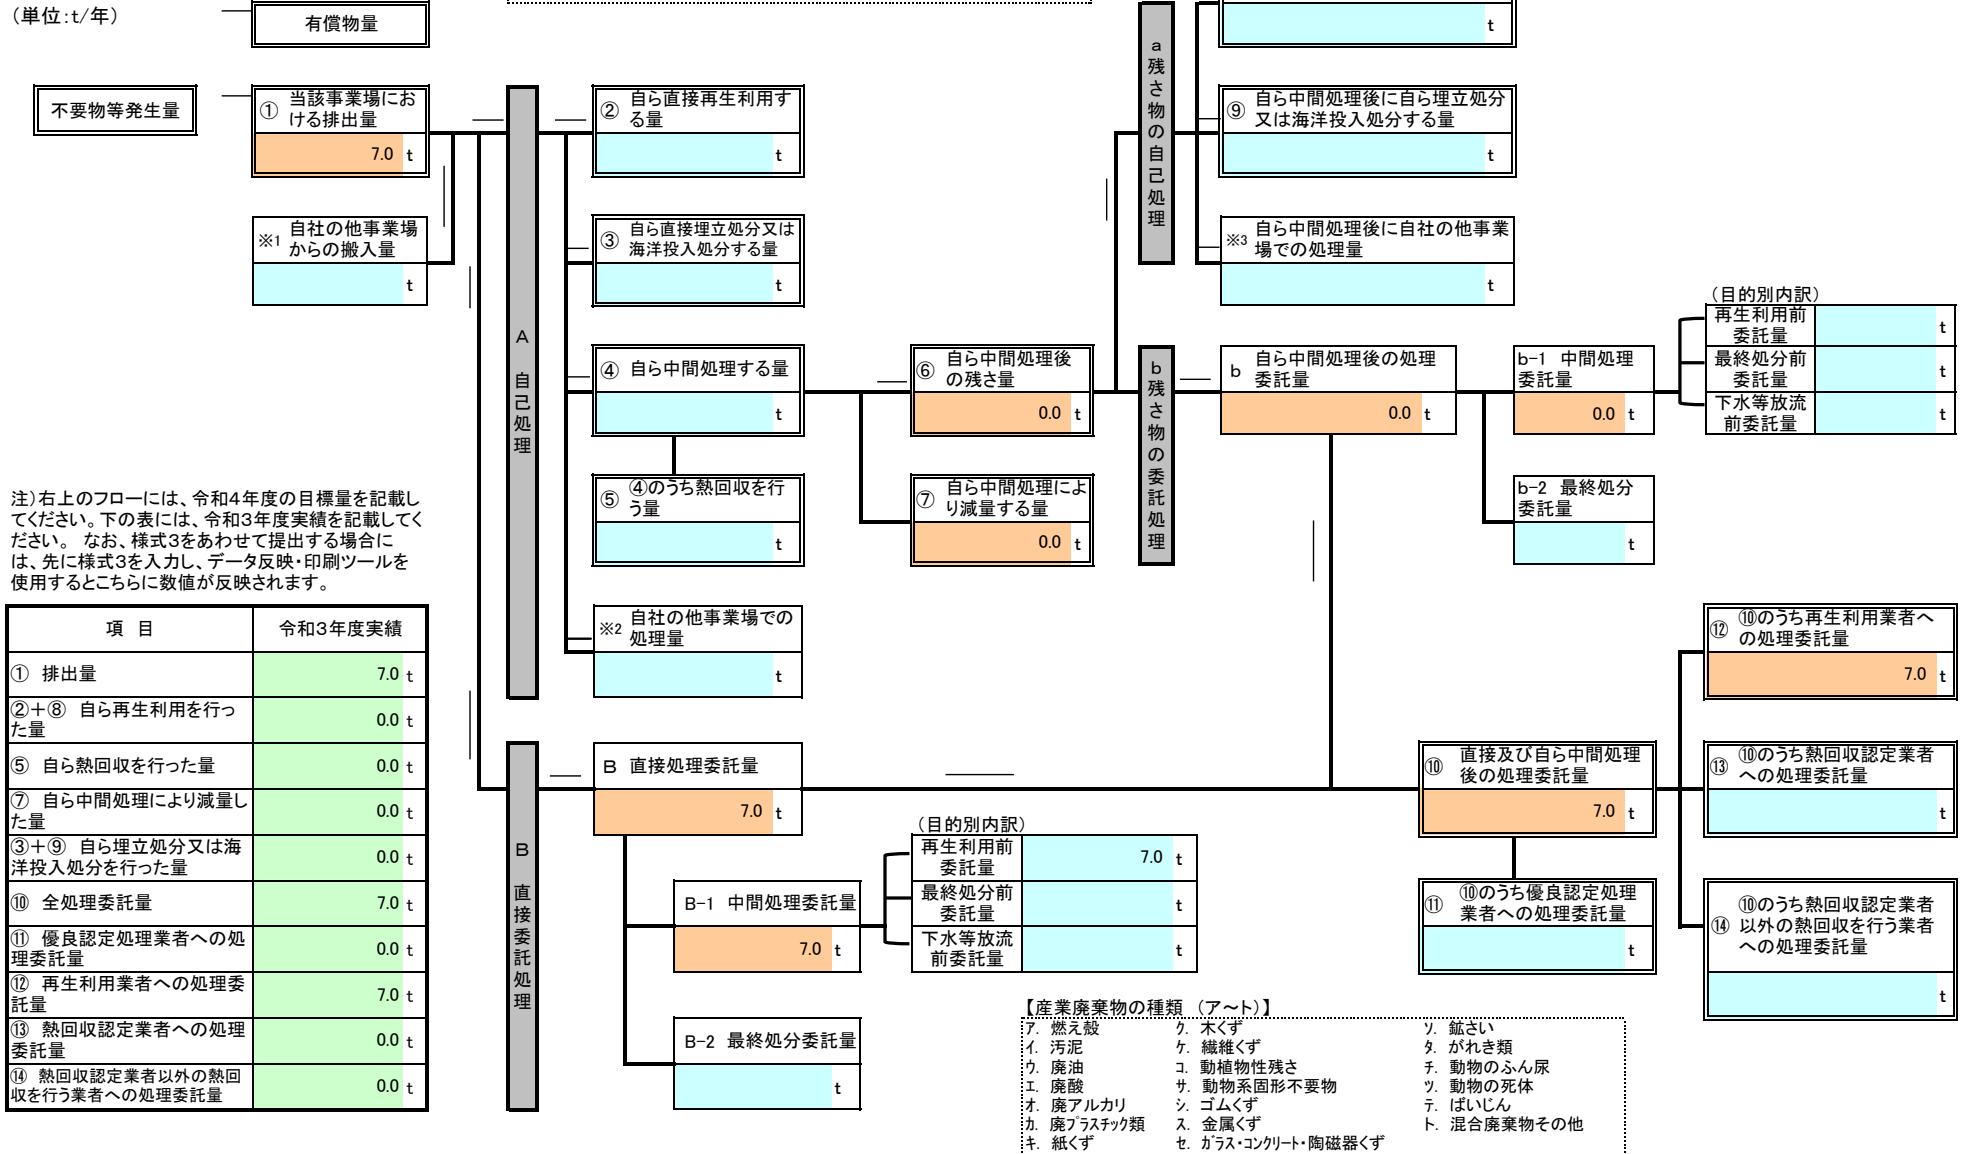 (単位:t/年)
有償物量
t
不要物等発生量
① 当該事業場にお
ける排出量
7.0 t
※1 自社の他事業場
からの搬入量
t
A 自己処理
② 自ら直接再生利用す
る量
t
③ 自ら直接埋立処分又は
海洋投入処分する量
t
④ 自ら中間処理する量
t
⑤ ④のうち熱回収を行
う量
t
※2 自社の他事業場での
処理量
t
⑥ 自ら中間処理後
の残さ量
0.0 t
⑦ 自ら中間処理によ
り減量する量
0.0 t
a残さ物の自己処理
⑨ 自ら中間処理後に自ら埋立処分
又は海洋投入処分する量
t
※3 自ら中間処理後に自社の他事業
場での処理量
t
b残さ物の委託処理
b 自ら中間処理後の処理
委託量
0.0 t
b-1 中間処理
委託量
0.0 t
(目的別内訳)
再生利用前
委託量
t
最終処分前
委託量
t
下水等放流
前委託量
t
b-2 最終処分
委託量
t
注)右上のフローには、令和4年度の目標量を記載し
てください。下の表には、令和3年度実績を記載してく
ださい。 なお、様式3をあわせて提出する場合に
は、先に様式3を入力し、データ反映・印刷ツールを
使用するとこちらに数値が反映されます。
項 目 令和3年度実績
① 排出量 7.0 t
②+⑧ 自ら再生利用を行っ
た量 0.0 t
⑤ 自ら熱回収を行った量 0.0 t
⑦ 自ら中間処理により減量し
た量 0.0 t
③+⑨ 自ら埋立処分又は海
洋投入処分を行った量 0.0 t
⑩ 全処理委託量 7.0 t
⑪ 優良認定処理業者への処
理委託量 0.0 t
⑫ 再生利用業者への処理委
託量 7.0 t
⑬ 熱回収認定業者への処理
委託量 0.0 t
⑭ 熱回収認定業者以外の熱回
収を行う業者への処理委託量 0.0 t
B 直接委託処理
B 直接処理委託量
7.0 t
B-1 中間処理委託量
7.0 t
(目的別内訳)
再生利用前
委託量
7.0 t
最終処分前
委託量
t
下水等放流
前委託量
t
B-2 最終処分委託量
t
⑩ 直接及び自ら中間処理
後の処理委託量
7.0 t
⑪ ⑩のうち優良認定処理
業者への処理委託量
t
⑫ ⑩のうち再生利用業者へ
の処理委託量
7.0 t
⑬ ⑩のうち熱回収認定業者
への処理委託量
t
⑭ ⑩のうち熱回収認定業者
以外の熱回収を行う業者
への処理委託量
t
【産業廃棄物の種類 (ア~ト)】
ア. 燃え殻 ク. 木くず ソ. 鉱さい
イ. 汚泥 ケ. 繊維くず タ. がれき類
ウ. 廃油 コ. 動植物性残さ チ. 動物のふん尿
エ. 廃酸 サ. 動物系固形不要物 ツ. 動物の死体
オ. 廃アルカリ シ. ゴムくず テ. ばいじん
カ. 廃プラスチック類 ス. 金属くず ト. 混合廃棄物その他
キ. 紙くず セ. ガラス・コンクリート・陶磁器くず